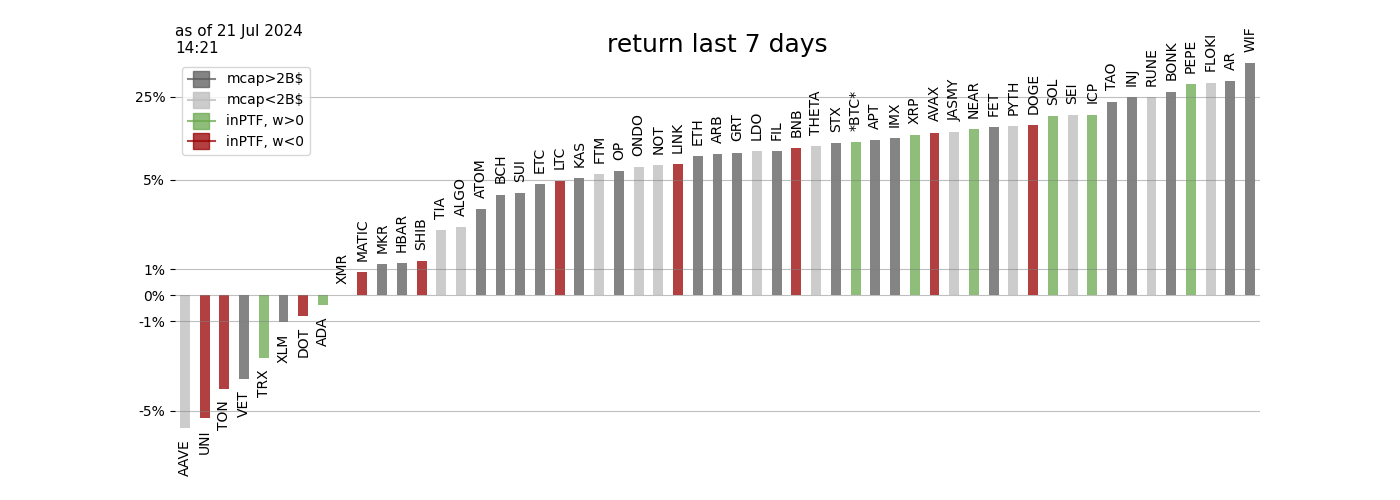 as of 21 Jul 2024
14:21
return last 7 days
mcap>2B$
mcap<2B$
inPTF, w>0
inPTF, w<0
25%
5%
1%
0%
-1%
-5%
AAVE
UNI
TON
VET
TRX
XLM
DOT
ADA
XMR
MATIC
MKR
HBAR
SHIB
TIA
ALGO
ATOM
BCH
SUI
ETC
LTC
KAS
FTM
OP
ONDO
NOT
LINK
ETH
ARB
GRT
LDO
FIL
BNB
THETA
STX
*BTC*
APT
IMX
XRP
AVAX
JASMY
NEAR
FET
PYTH
DOGE
SOL
SEI
ICP
TAO
INJ
RUNE
BONK
PEPE
FLOKI
AR
WIF